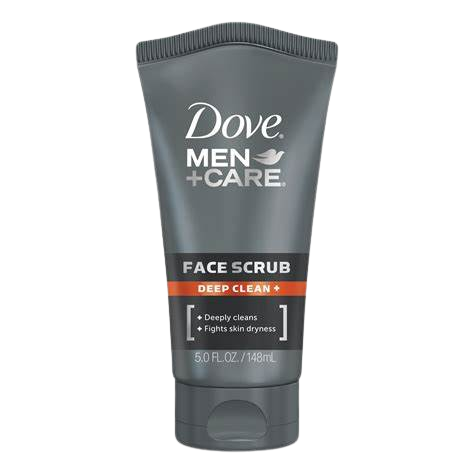 Dove®
MEN
+CARE®
FACE SCRUB
DEEP CLEAN +
+ Deeply cleans
+ Fights skin dryness
5.0 FL.OZ. / 148mL